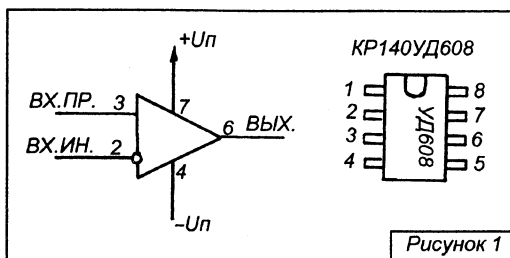 +Uп
КР140УД608
ВХ.ПР. 3
7
ВХ.ИН. 2
6 ВЫХ.
4
–Uп
1
2
3
4
УД608
8
7
6
5
Рисунок 1